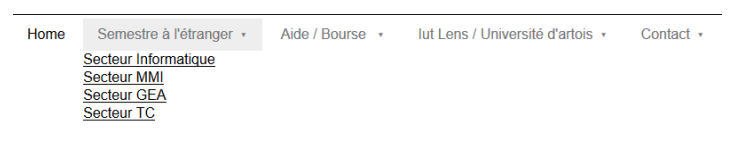 Home Semestre à l'étranger Aide / Bourse Iut Lens / Université d'artois Contact
Secteur Informatique
Secteur MMI
Secteur GEA
Secteur TC